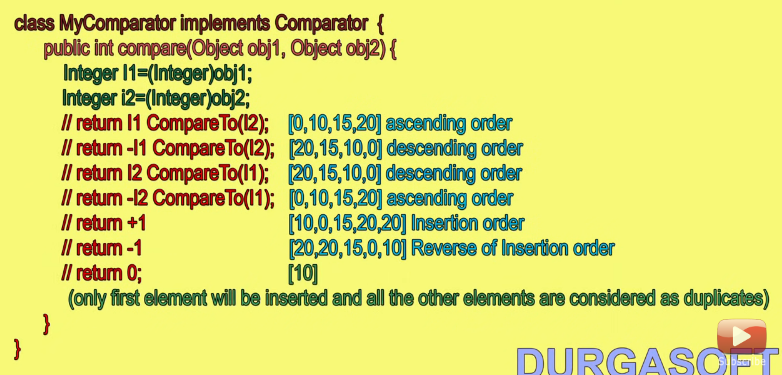 class MyComparator implements Comparator {
public int compare(Object obj1, Object obj2) {
Integer I1=(Integer)obj1;
Integer i2=(Integer)obj2;
// return I1 CompareTo(I2); [0,10,15,20] ascending order
// return -I1 CompareTo(I2); [20,15,10,0] descending order
// return I2 CompareTo(I1); [20,15,10,0] descending order
// return -I2 CompareTo(I1); [0,10,15,20] ascending order
// return +1 [10,0,15,20,20] Insertion order
// return -1 [20,20,15,0,10] Reverse of Insertion order
// return 0; [10]
(only first element will be inserted and all the other elements are considered as duplicates)
}
}
DURGASOFT
Subscribe